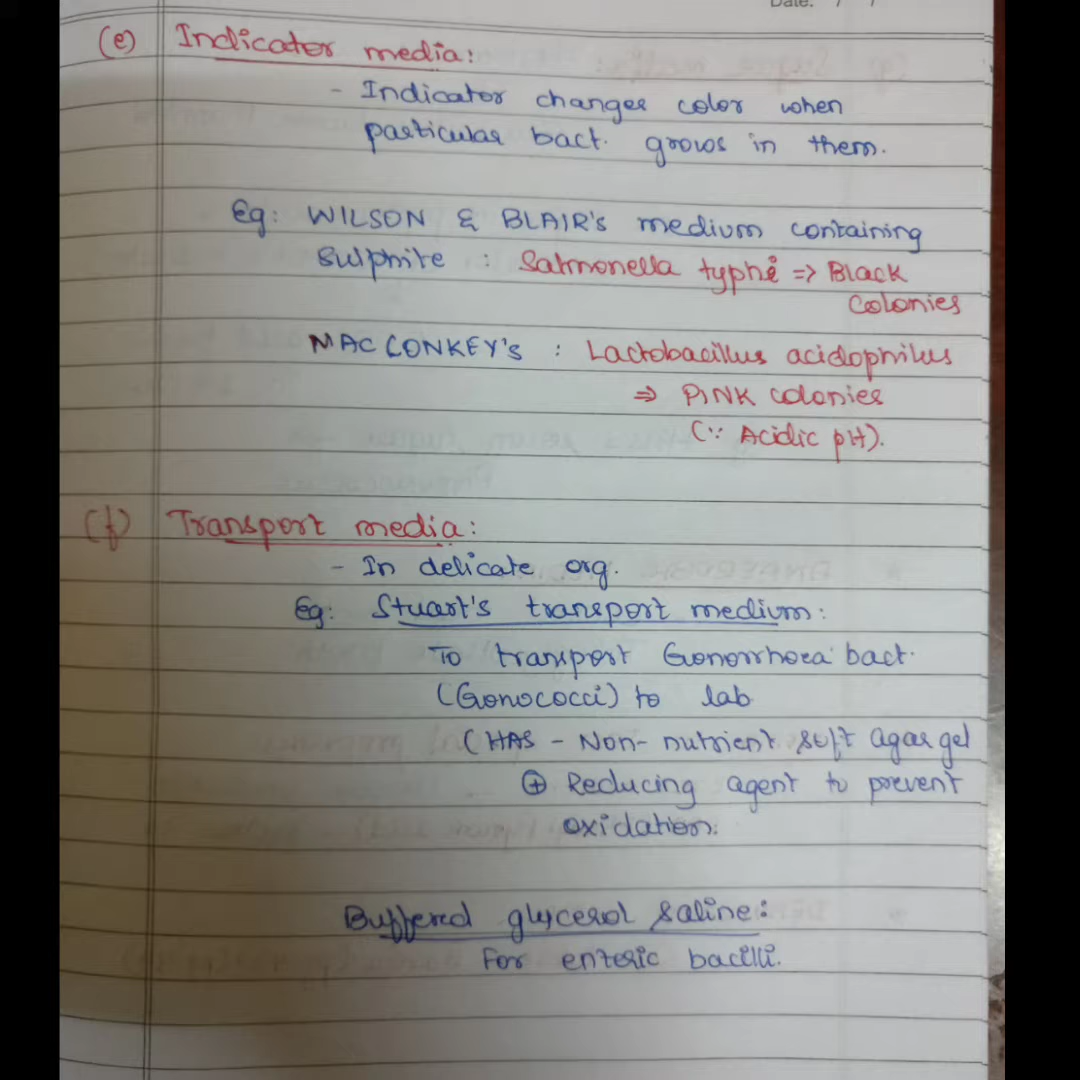 Date: / /
(e) Indicator media:
- Indicator changes color when
particular bact. grows in them.
Eg: WILSON & BLAIR's medium containing
Sulphite : Salmonella typhi => Black
Colonies
MAC CONKEY's : Lactobacillus acidophilus
=> PINK colonies
(∵ Acidic pH).
(f) Transport media:
- In delicate org.
Eg: Stuart's transport medium:
To transport Gonorrhoea bact.
(Gonococci) to lab
(HAS - Non-nutrient soft agar gel
⊕ Reducing agent to prevent
oxidation.
Buffered glycerol saline:
For enteric bacilli.